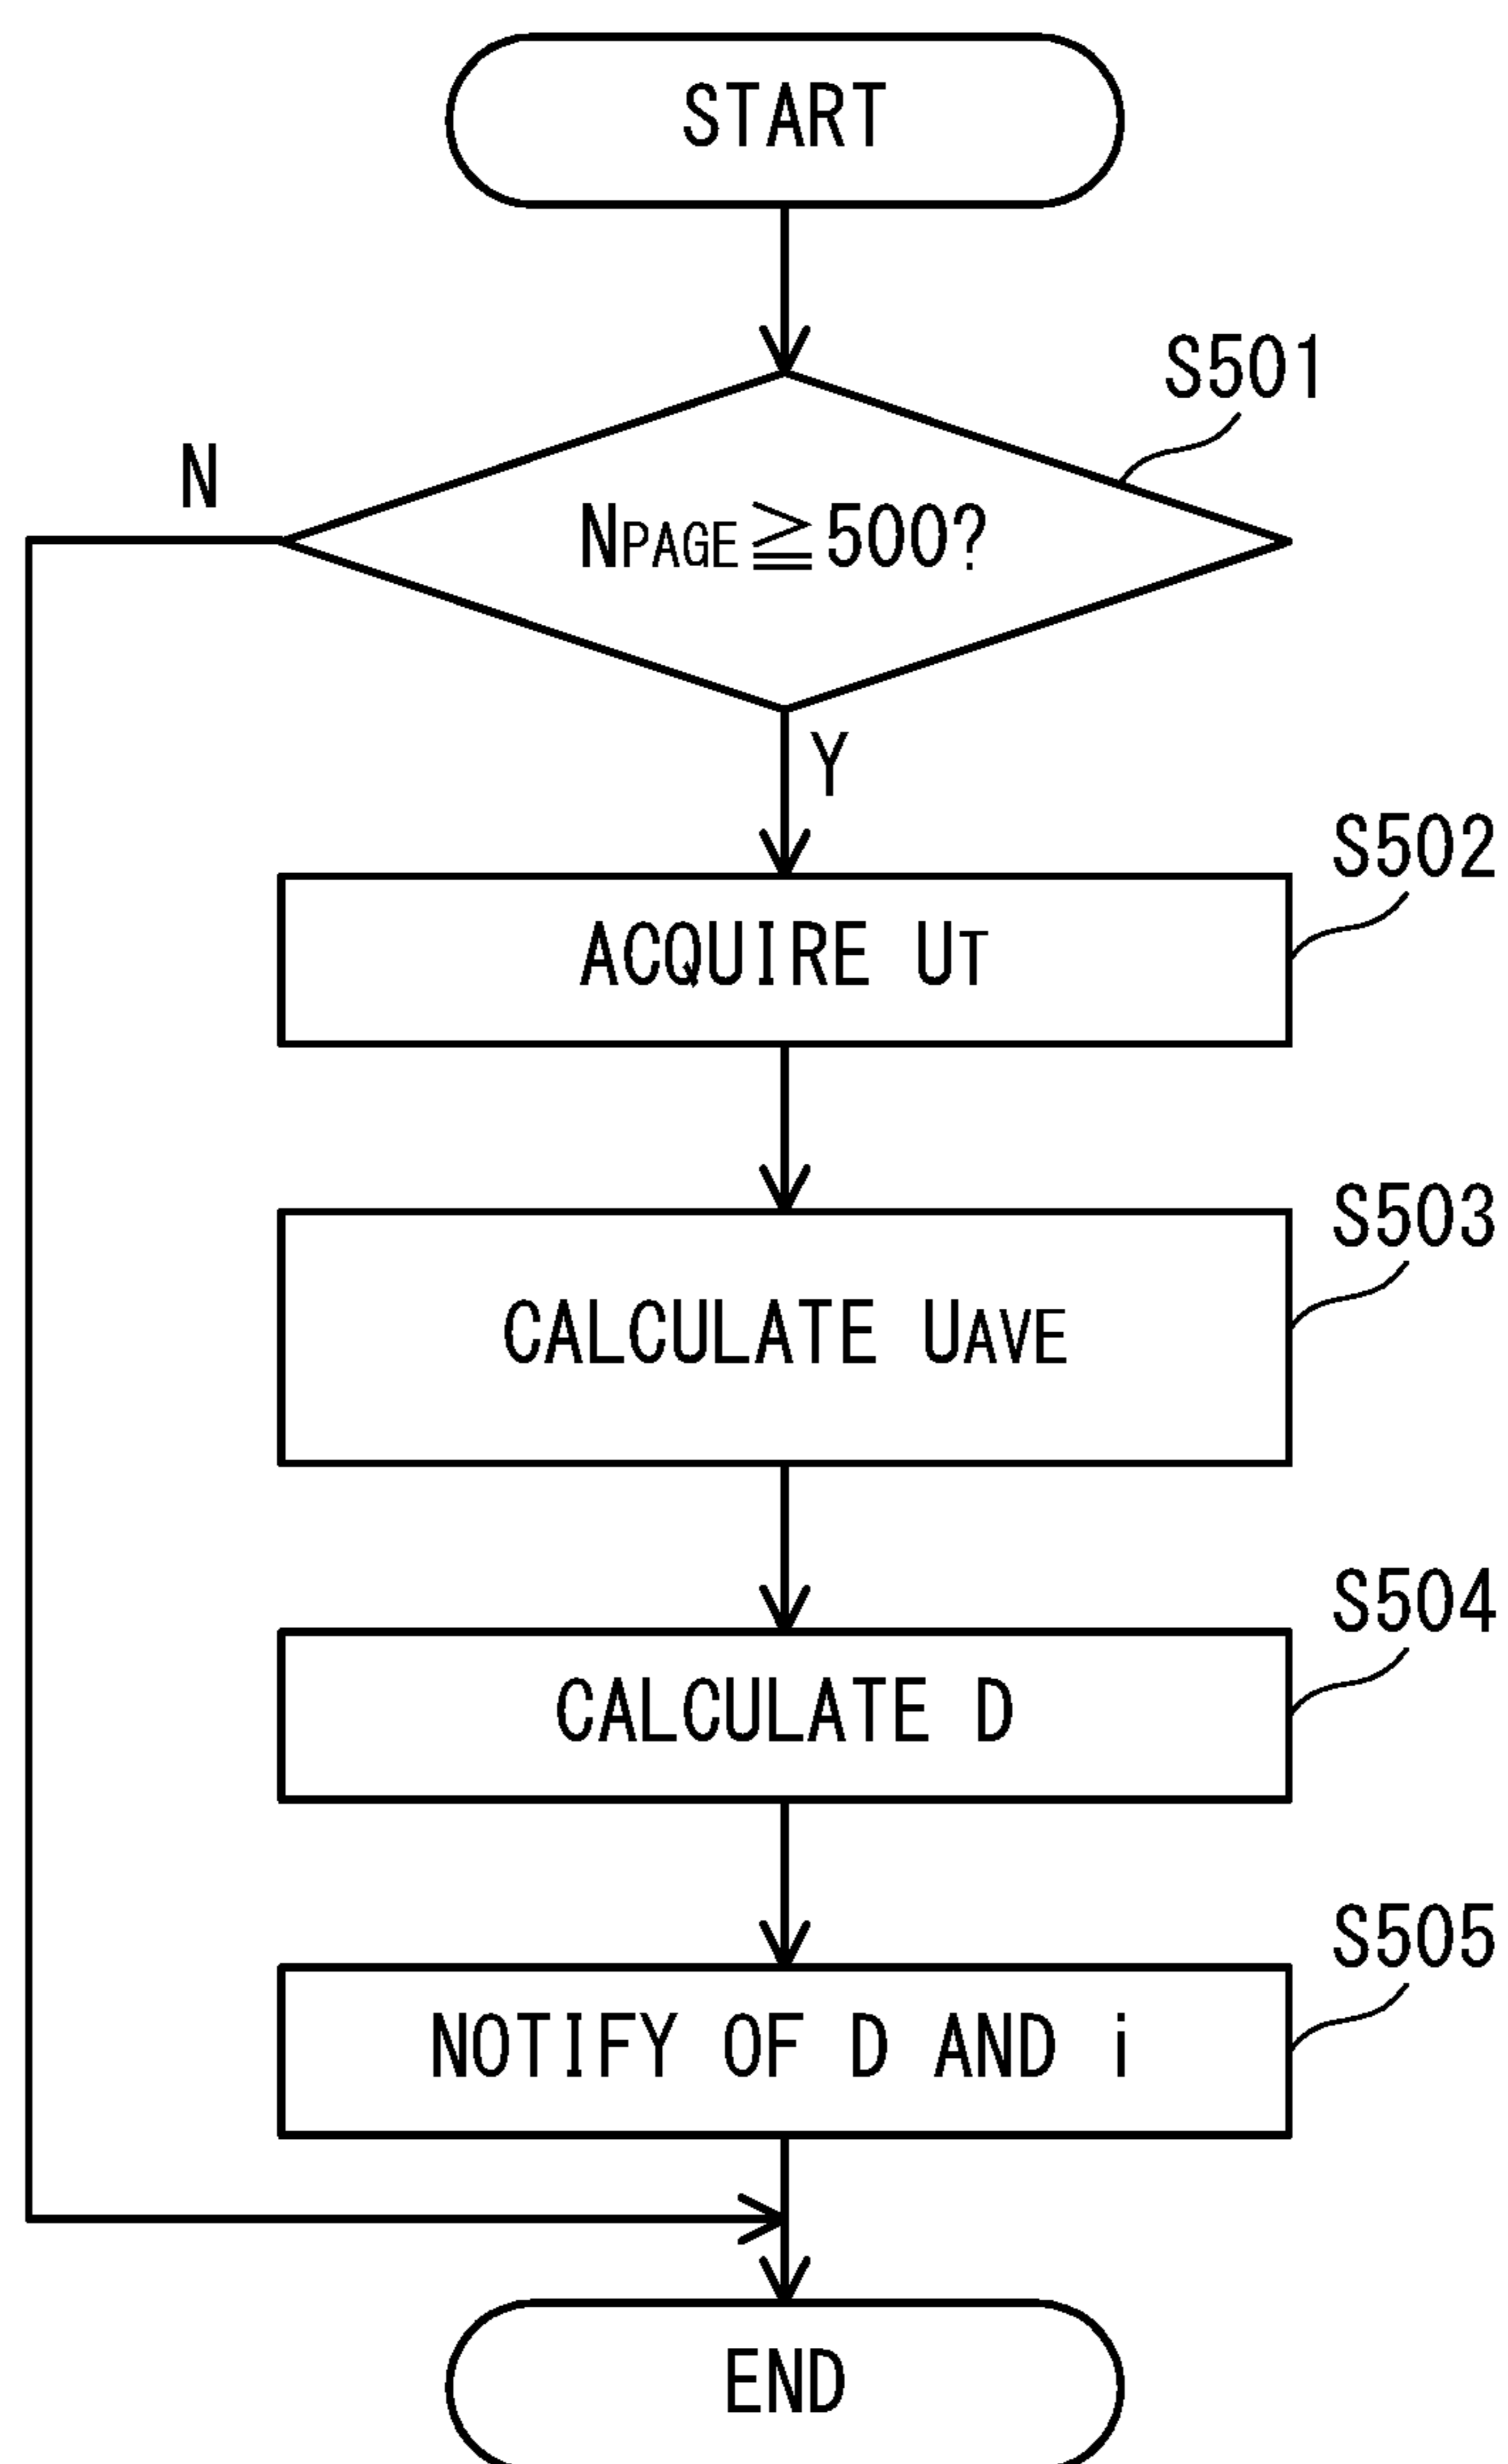 START
S501
N
NPAGE≧500?
Y
S502
ACQUIRE UT
S503
CALCULATE UAVE
S504
CALCULATE D
S505
NOTIFY OF D AND i
END